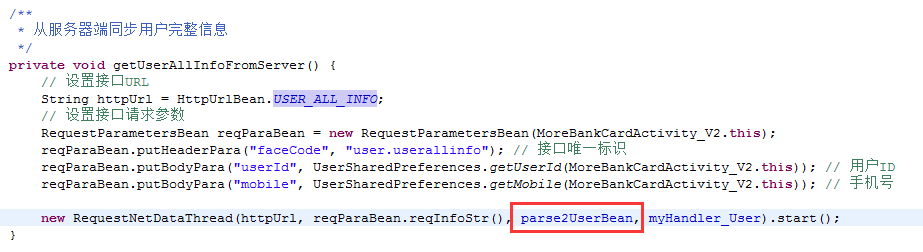 /**
 * 从服务器端同步用户完整信息
 */
private void getUserAllInfoFromServer() {
    // 设置接口URL
    String httpUrl = HttpUrlBean.USER_ALL_INFO;
    // 设置接口请求参数
    RequestParametersBean reqParaBean = new RequestParametersBean(MoreBankCardActivity_V2.this);
    reqParaBean.putHeaderPara("faceCode", "user.userallinfo"); // 接口唯一标识
    reqParaBean.putBodyPara("userId", UserSharedPreferences.getUserId(MoreBankCardActivity_V2.this)); // 用户ID
    reqParaBean.putBodyPara("mobile", UserSharedPreferences.getMobile(MoreBankCardActivity_V2.this)); // 手机号
    new RequestNetDataThread(httpUrl, reqParaBean.reqInfoStr(), parse2UserBean, myHandler_User).start();
}